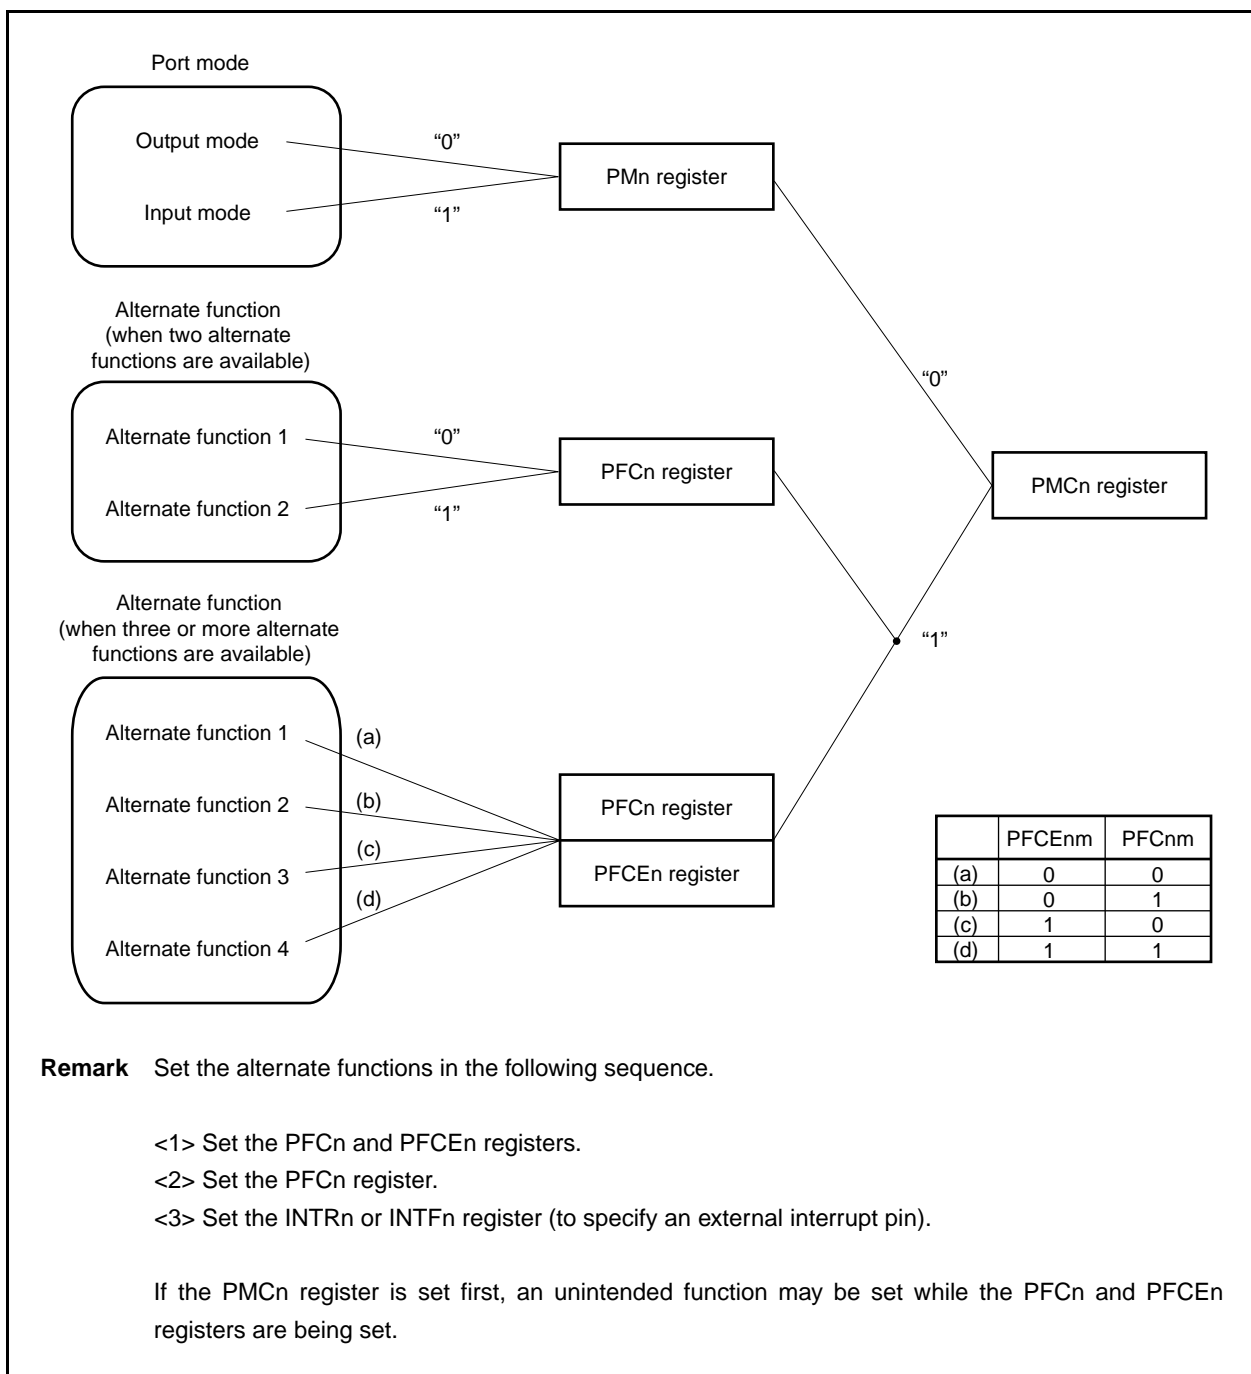 Port mode
Output mode
“0”
Input mode
“1”
PMn register
Alternate function
(when two alternate
functions are available)
Alternate function 1
“0”
Alternate function 2
“1”
PFCn register
“0”
PMCn register
Alternate function
(when three or more alternate
functions are available)
“1”
Alternate function 1
(a)
Alternate function 2
(b)
Alternate function 3
(c)
Alternate function 4
(d)
PFCn register
PFCEn register
PFCEnm PFCnm
(a) 0 0
(b) 0 1
(c) 1 0
(d) 1 1
Remark Set the alternate functions in the following sequence.
<1> Set the PFCn and PFCEn registers.
<2> Set the PFCn register.
<3> Set the INTRn or INTFn register (to specify an external interrupt pin).
If the PMCn register is set first, an unintended function may be set while the PFCn and PFCEn
registers are being set.